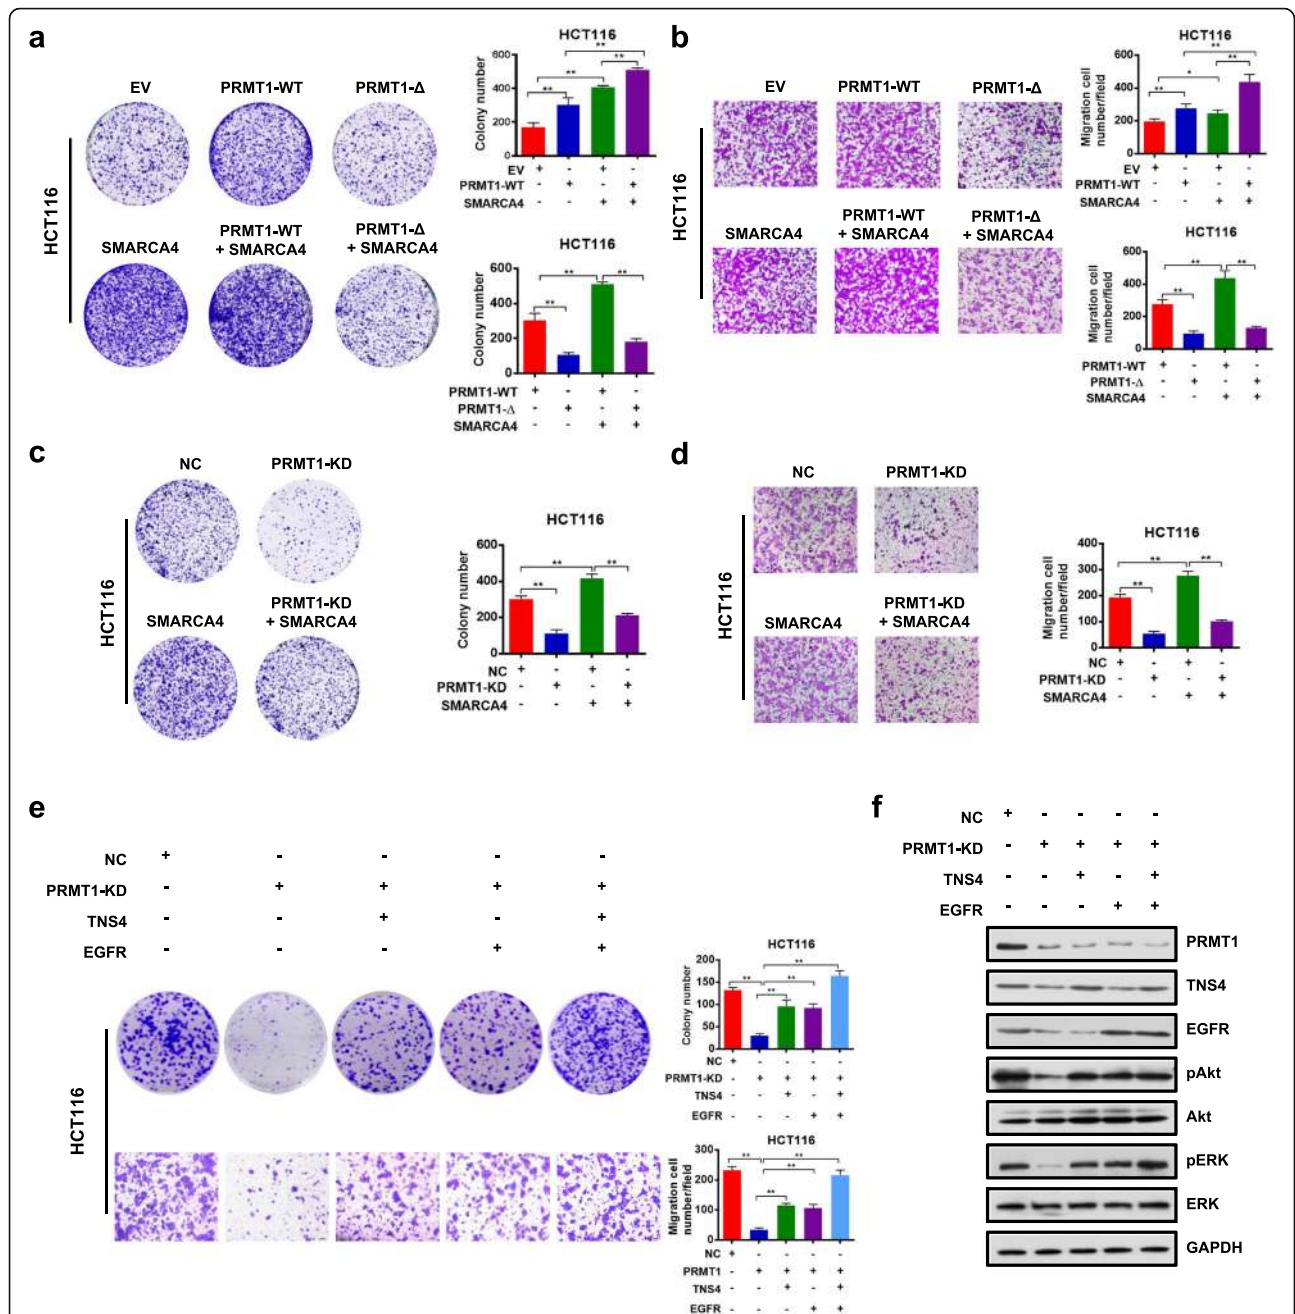 a
EV PRMT1-WT PRMT1-Δ
SMARCA4 PRMT1-WT + SMARCA4 PRMT1-Δ + SMARCA4
HCT116
HCT116
Colony number
600
400
200
0
** ** ** **
EV + - + -
PRMT1-WT - + - +
SMARCA4 - - + +
HCT116
Colony number
600
400
200
0
** ** **
PRMT1-WT + - + -
PRMT1-Δ - + - +
SMARCA4 - - + +
b
EV PRMT1-WT PRMT1-Δ
SMARCA4 PRMT1-WT + SMARCA4 PRMT1-Δ + SMARCA4
HCT116
HCT116
Migration cell number/field
600
400
200
0
** * ** **
EV + - + -
PRMT1-WT - + - +
SMARCA4 - - + +
HCT116
Migration cell number/field
600
400
200
0
** ** **
PRMT1-WT + - + -
PRMT1-Δ - + - +
SMARCA4 - - + +
c
NC PRMT1-KD
SMARCA4 PRMT1-KD + SMARCA4
HCT116
HCT116
Colony number
600
400
200
0
** ** **
NC + - + -
PRMT1-KD - + - +
SMARCA4 - - + +
d
NC PRMT1-KD
SMARCA4 PRMT1-KD + SMARCA4
HCT116
HCT116
Migration cell number/field
400
300
200
100
0
** ** **
NC + - + -
PRMT1-KD - + - +
SMARCA4 - - + +
e
NC + - - - -
PRMT1-KD - + + + +
TNS4 - - + - +
EGFR - - - + +
HCT116
HCT116
Colony number
200
150
100
50
0
** ** ** **
NC + - - - -
PRMT1-KD - + + + +
TNS4 - - + - +
EGFR - - - + +
HCT116
Migration cell number/field
300
200
100
0
** ** ** **
NC + - - - -
PRMT1 - + + + +
TNS4 - - + - +
EGFR - - - + +
f
NC + - - - -
PRMT1-KD - + + + +
TNS4 - - + - +
EGFR - - - + +
PRMT1
TNS4
EGFR
pAkt
Akt
pERK
ERK
GAPDH